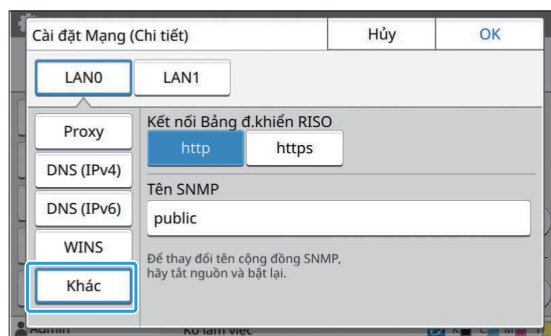 Cài đặt Mạng (Chi tiết)
Hủy
OK
LAN0
LAN1
Proxy
DNS (IPv4)
DNS (IPv6)
WINS
Khác
Kết nối Bảng đ.khiển RISO
http
https
Tên SNMP
public
Để thay đổi tên cộng đồng SNMP,
hãy tắt nguồn và bật lại.
Admin